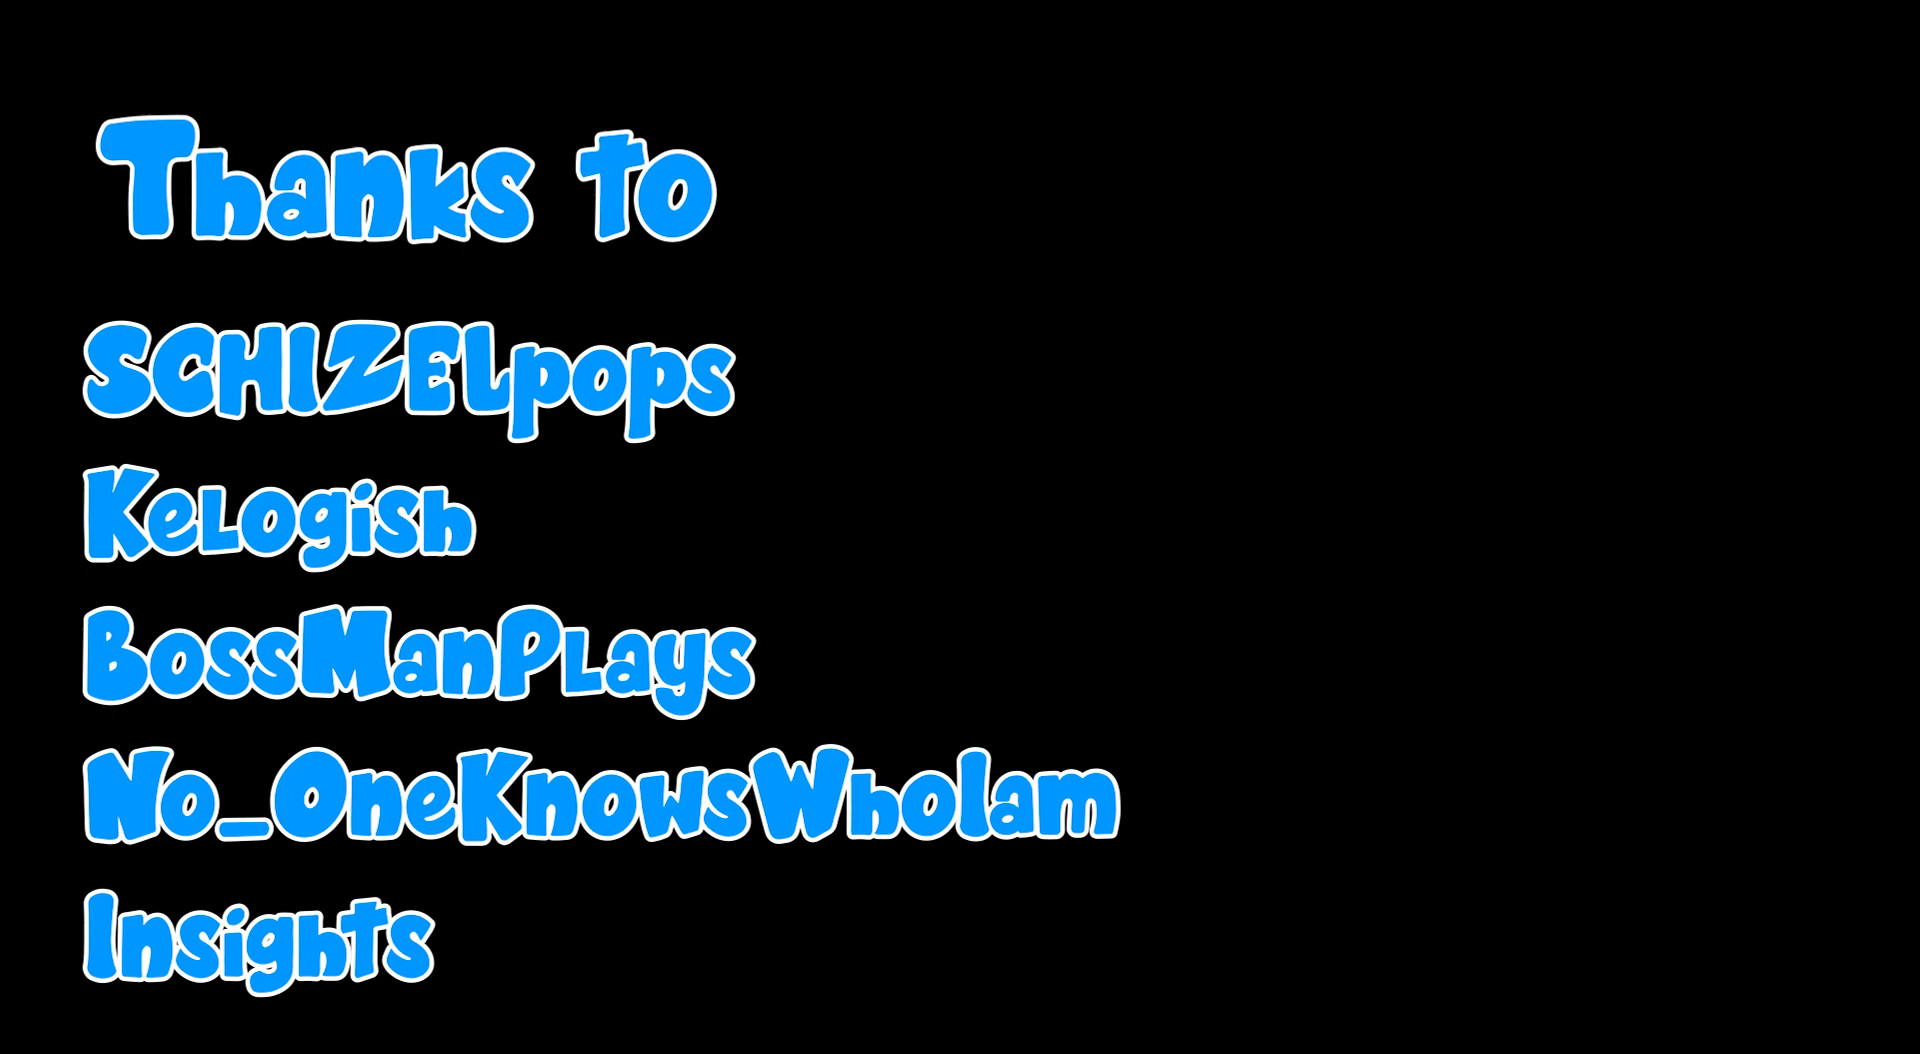 Thanks to
SCHIZELpops
Kelogish
BossManPlays
No_OneKnowsWhoIam
Insights